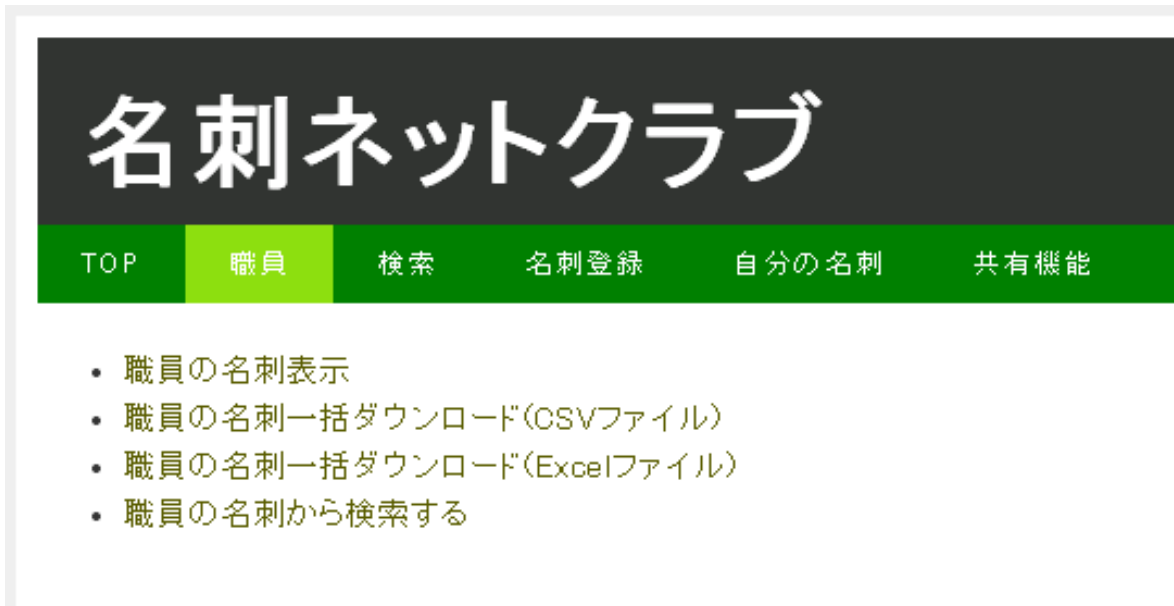 名刺ネットクラブ
TOP 職員 検索 名刺登録 自分の名刺 共有機能
• 職員の名刺表示
• 職員の名刺一括ダウンロード(CSVファイル)
• 職員の名刺一括ダウンロード(Excelファイル)
• 職員の名刺から検索する